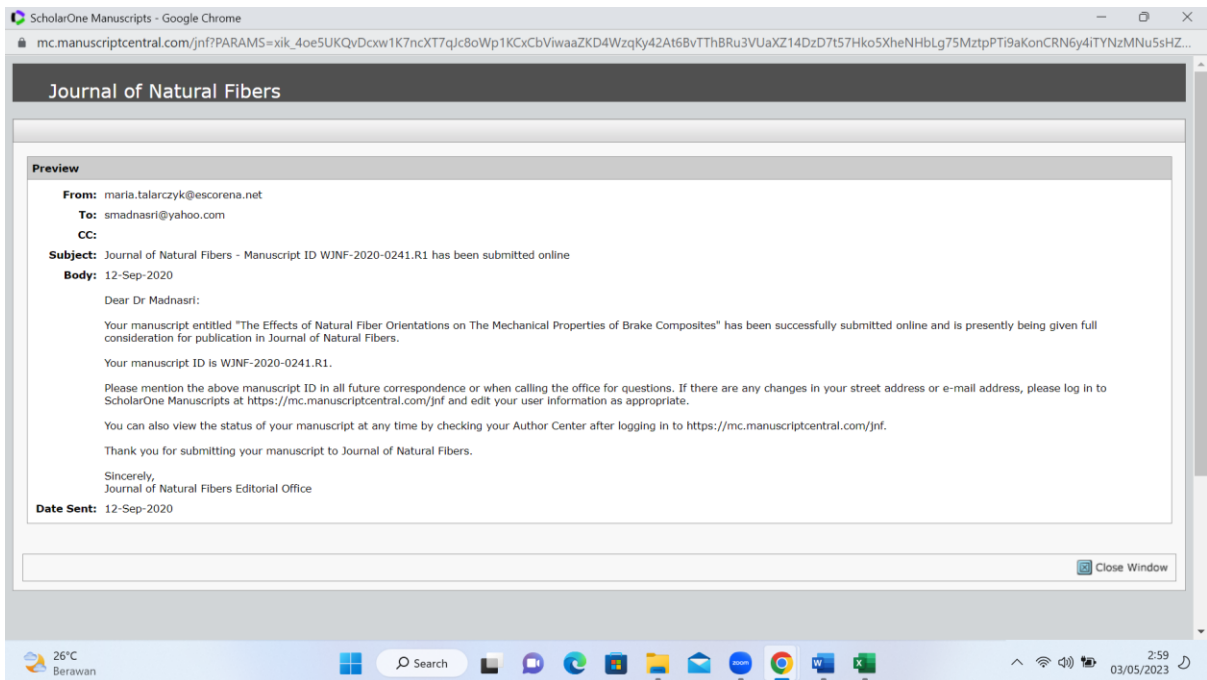 ScholarOne Manuscripts - Google Chrome
mc.manuscriptcentral.com/jnf?PARAMS=xik_4oe5UKQvDcxw1K7ncXT7qJc8oWp1KCxCbViwaaZKD4WzqKy42At6BvTThBRu3VUaXZ14DzD7t57Hko5XheNHbLg75MztpPTi9aKonCRN6y4iTYNzMNu5sHZ...
Journal of Natural Fibers
Preview
From: maria.talarczyk@escorena.net
To: smadnasri@yahoo.com
CC:
Subject: Journal of Natural Fibers - Manuscript ID WJNF-2020-0241.R1 has been submitted online
Body: 12-Sep-2020
Dear Dr Madnasri:
Your manuscript entitled "The Effects of Natural Fiber Orientations on The Mechanical Properties of Brake Composites" has been successfully submitted online and is presently being given full
consideration for publication in Journal of Natural Fibers.
Your manuscript ID is WJNF-2020-0241.R1.
Please mention the above manuscript ID in all future correspondence or when calling the office for questions. If there are any changes in your street address or e-mail address, please log in to
ScholarOne Manuscripts at https://mc.manuscriptcentral.com/jnf and edit your user information as appropriate.
You can also view the status of your manuscript at any time by checking your Author Center after logging in to https://mc.manuscriptcentral.com/jnf.
Thank you for submitting your manuscript to Journal of Natural Fibers.
Sincerely,
Journal of Natural Fibers Editorial Office
Date Sent: 12-Sep-2020
Close Window
26°C
Berawan
Search
zoom
2:59
03/05/2023